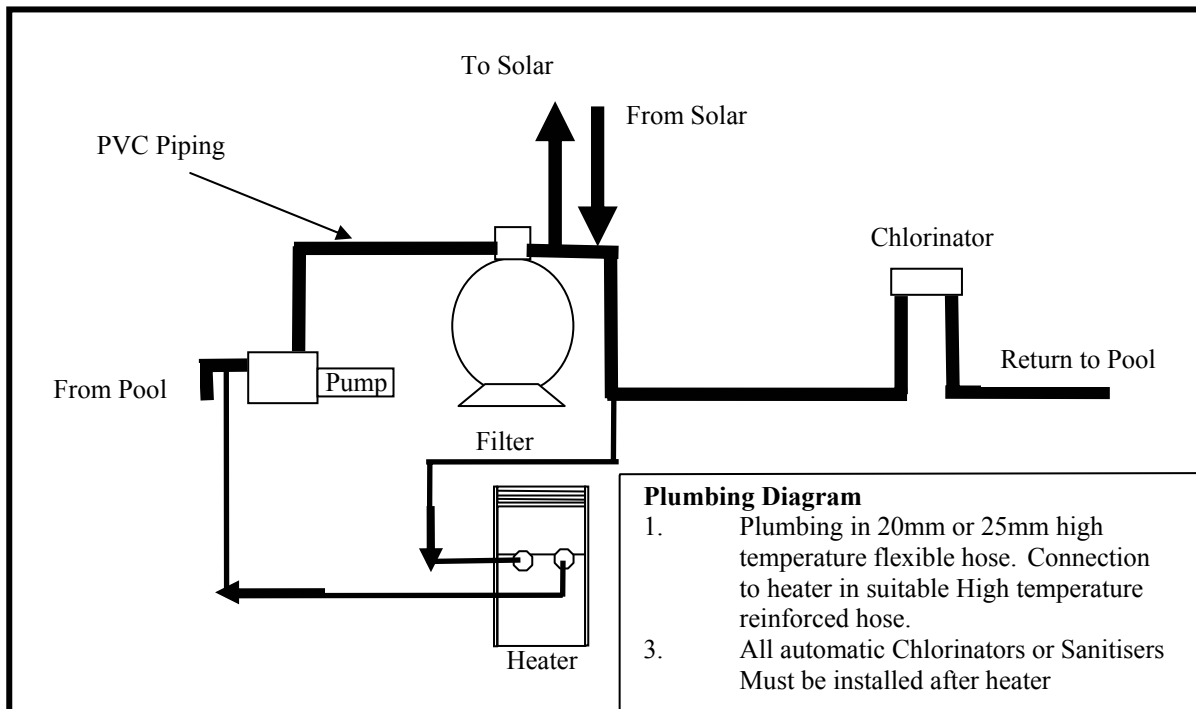 To Solar
From Solar
PVC Piping
Chlorinator
From Pool
Pump
Return to Pool
Filter
Heater
Plumbing Diagram
1. Plumbing in 20mm or 25mm high
temperature flexible hose. Connection
to heater in suitable High temperature
reinforced hose.
3. All automatic Chlorinators or Sanitisers
Must be installed after heater